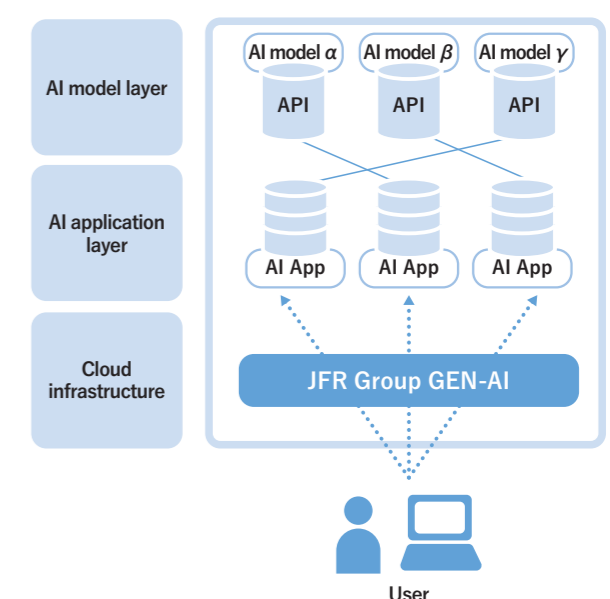 AI model layer
AI model α
AI model β
AI model γ
API
API
API
AI application
layer
AI App
AI App
AI App
Cloud
infrastructure
JFR Group GEN-AI
User